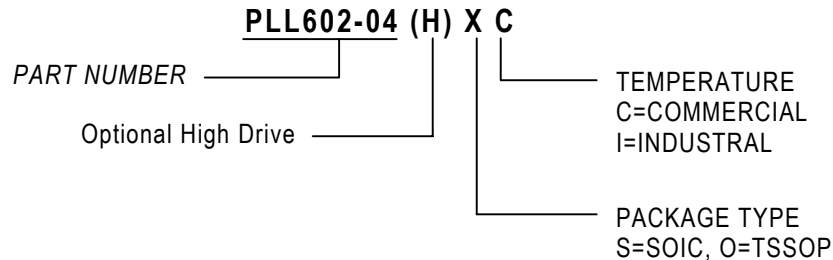 PLL602-04 (H) X C
PART NUMBER
TEMPERATURE
C=COMMERCIAL
I=INDUSTRAL
Optional High Drive
PACKAGE TYPE
S=SOIC, O=TSSOP